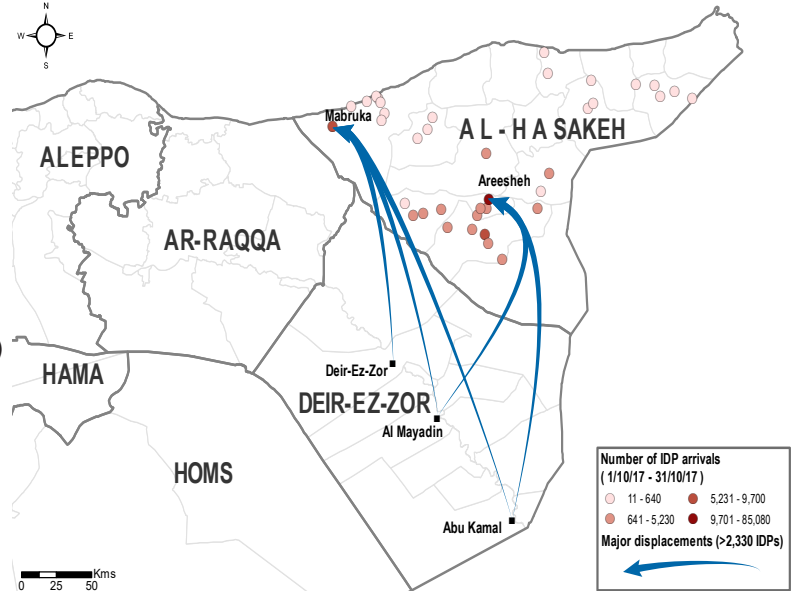 N
W E
S
Mabruka
AL-HASAKEH
ALEPPO
Areesheh
AR-RAQQA
Deir-Ez-Zor
HAMA
DEIR-EZ-ZOR
Al Mayadin
HOMS
Abu Kamal
Number of IDP arrivals
( 1/10/17 - 31/10/17 )
11 - 640 5,231 - 9,700
641 - 5,230 9,701 - 85,080
Major displacements (>2,330 IDPs)
Kms
0 25 50